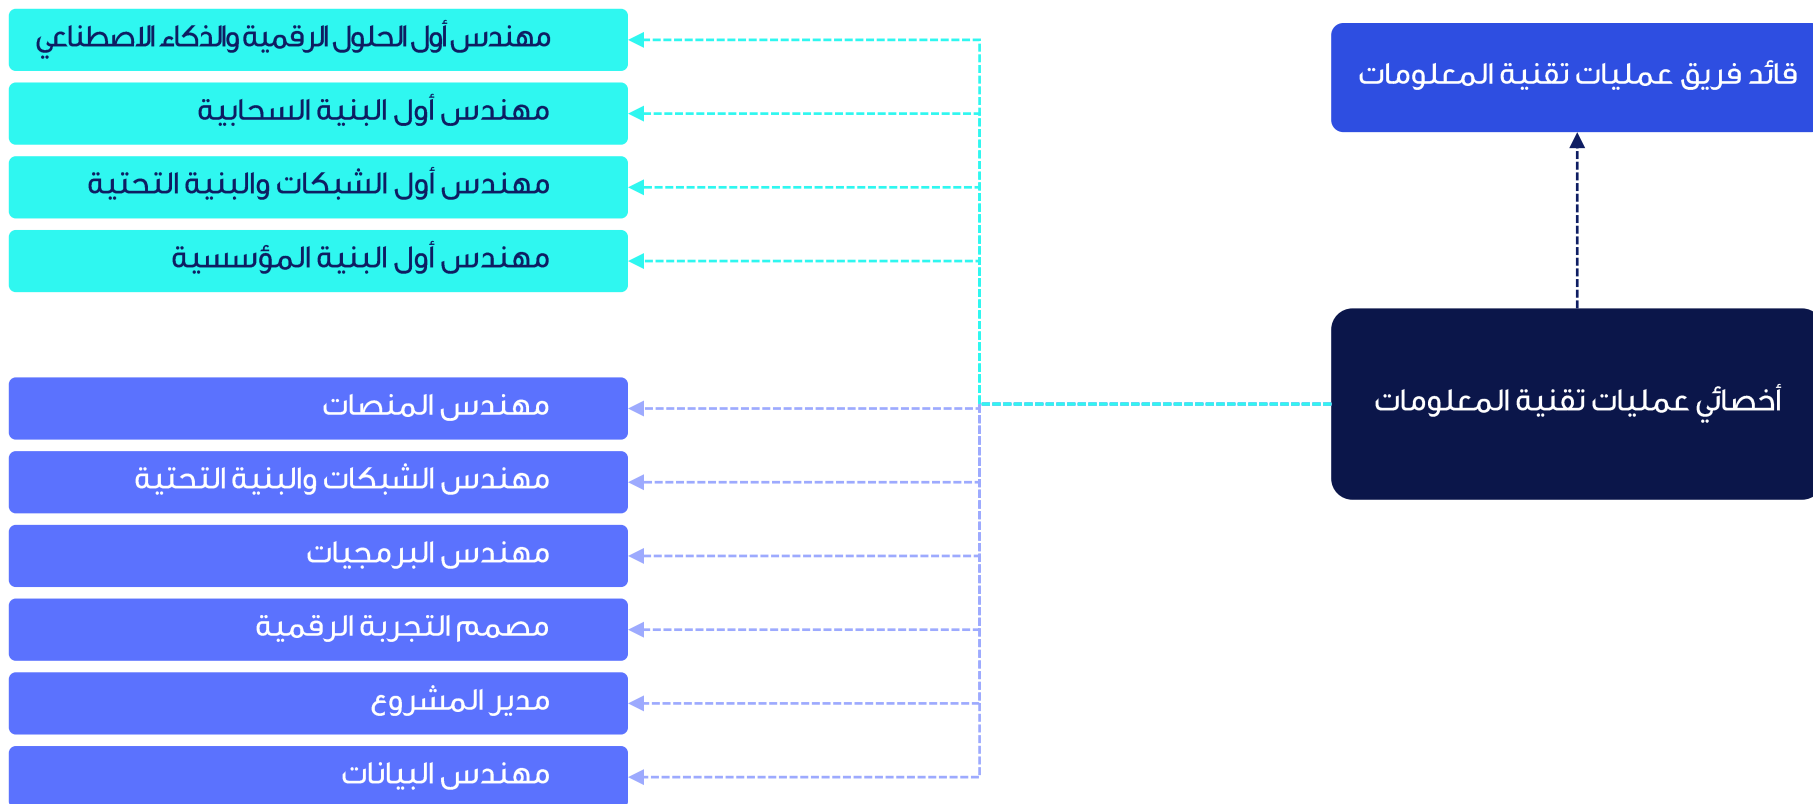 قائد فريق عمليات تقنية المعلومات
أخصائي عمليات تقنية المعلومات
مهندس أول الحلول الرقمية والذكاء الاصطناعي
مهندس أول البنية السحابية
مهندس أول الشبكات والبنية التحتية
مهندس أول البنية المؤسسية
مهندس المنصات
مهندس الشبكات والبنية التحتية
مهندس البرمجيات
مصمم التجربة الرقمية
مدير المشروع
مهندس البيانات